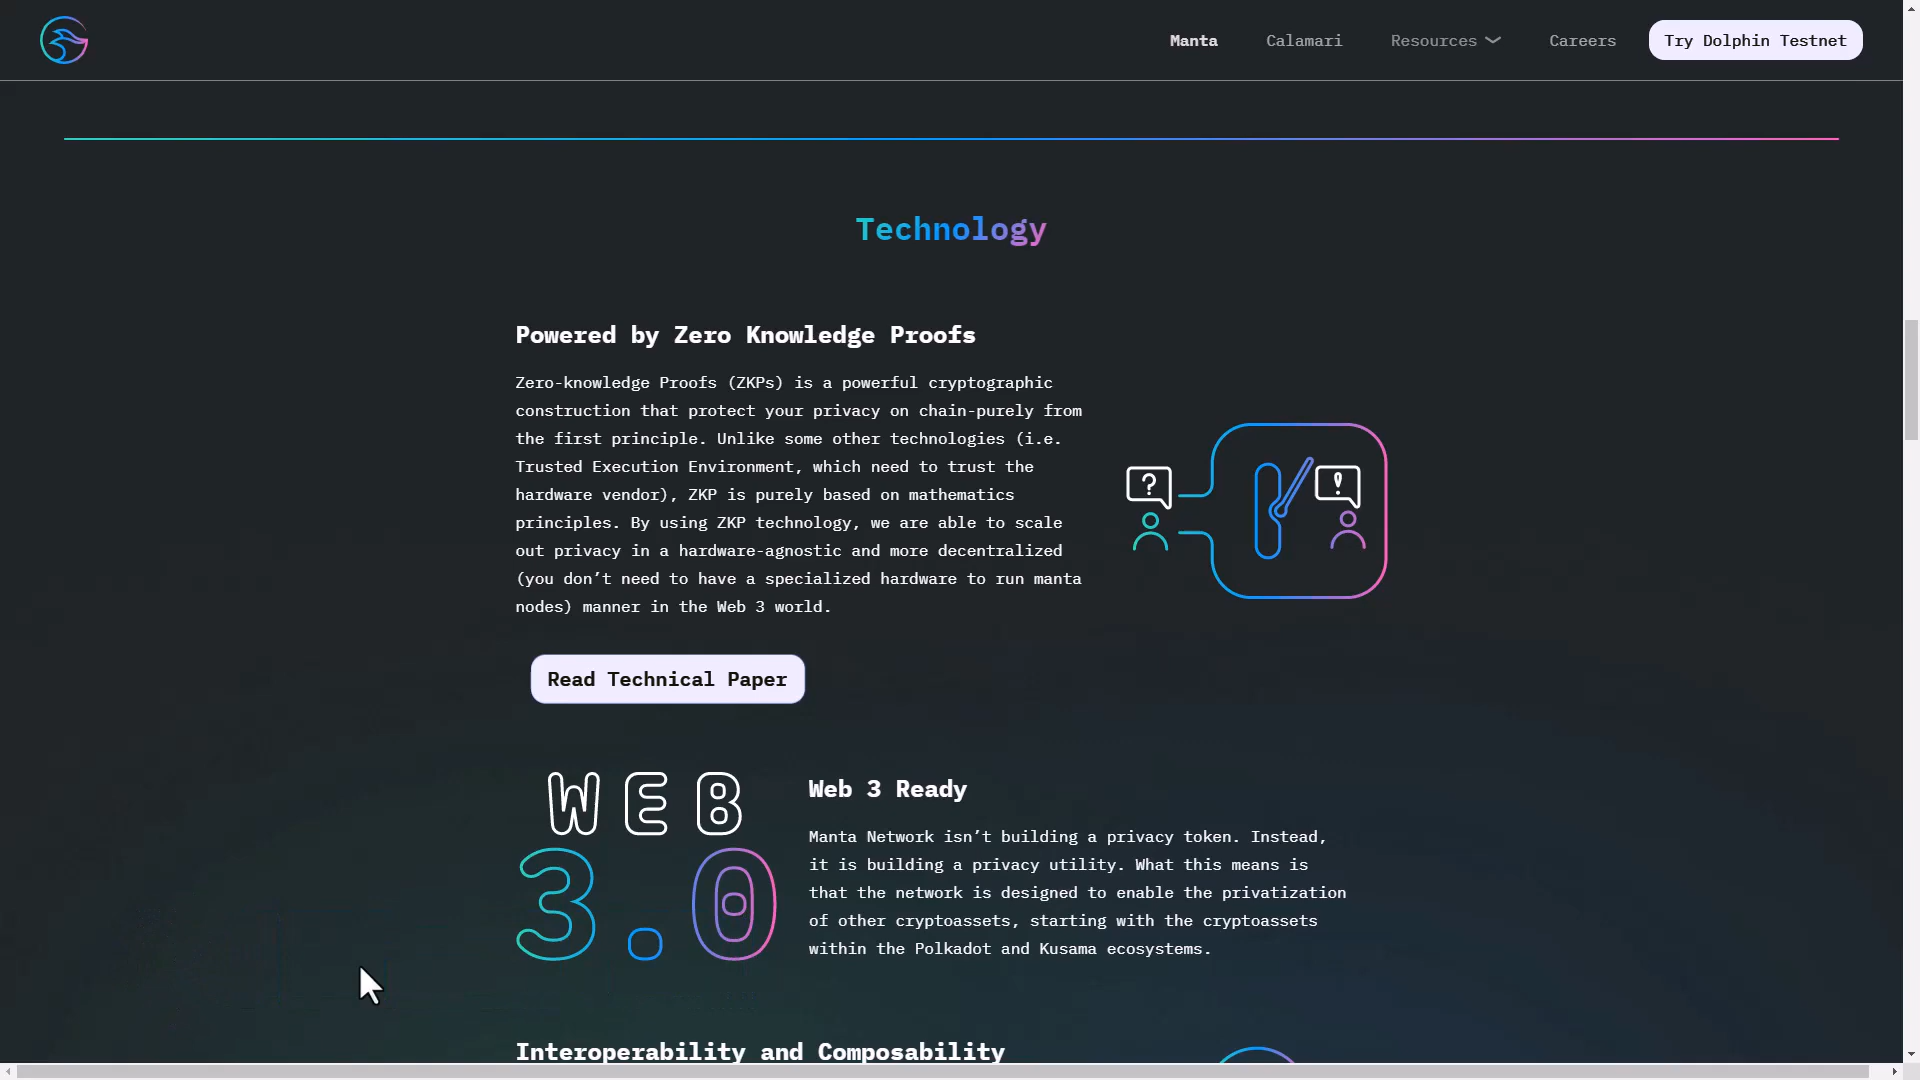 Manta
Calamari
Resources
Careers
Try Dolphin Testnet
Technology
Powered by Zero Knowledge Proofs
Zero-knowledge Proofs (ZKPs) is a powerful cryptographic
construction that protect your privacy on chain-purely from
the first principle. Unlike some other technologies (i.e.
Trusted Execution Environment, which need to trust the
hardware vendor), ZKP is purely based on mathematics
principles. By using ZKP technology, we are able to scale
out privacy in a hardware-agnostic and more decentralized
(you don’t need to have a specialized hardware to run manta
nodes) manner in the Web 3 world.
?
!
Read Technical Paper
WEB
3.0
Web 3 Ready
Manta Network isn’t building a privacy token. Instead,
it is building a privacy utility. What this means is
that the network is designed to enable the privatization
of other cryptoassets, starting with the cryptoassets
within the Polkadot and Kusama ecosystems.
Interoperability and Composability